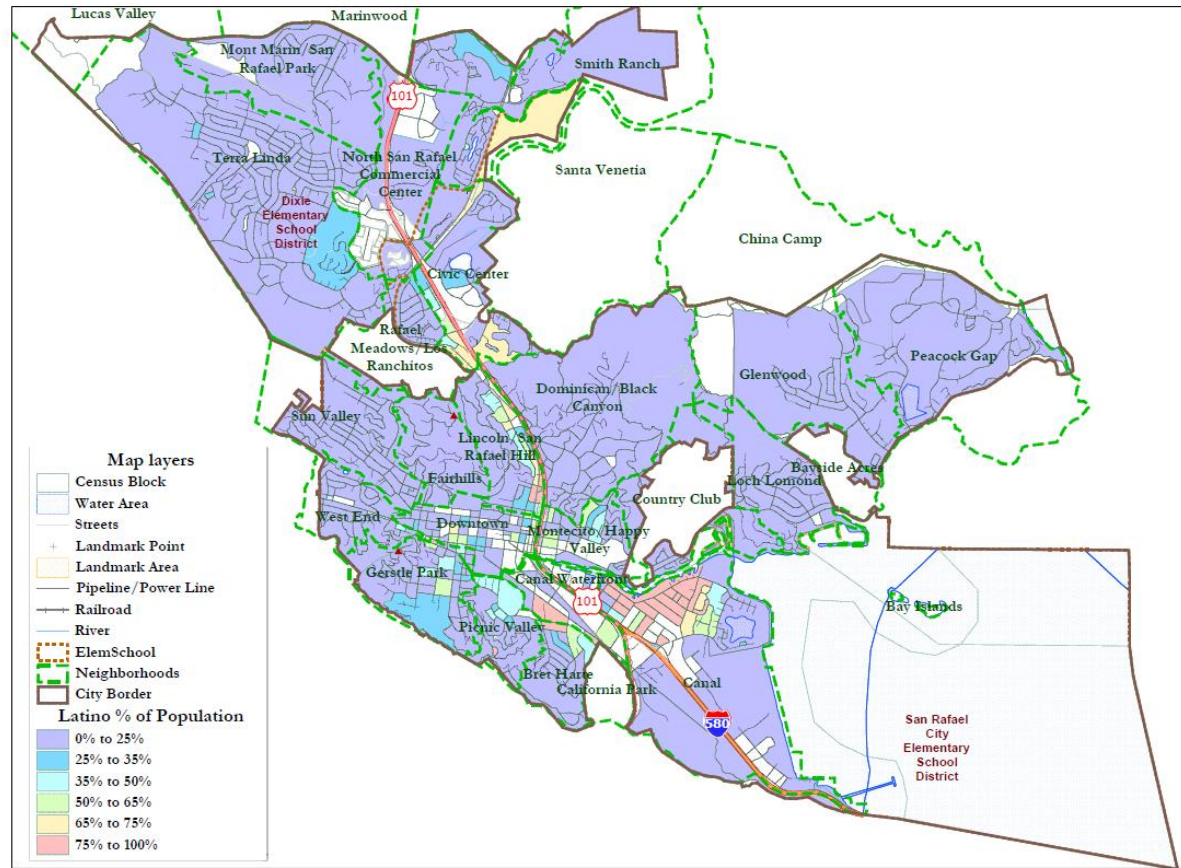 Lucas Valley
Marinwood
Mont Marin/San
Rafael Park
Smith Ranch
101
Terra Linda
North San Rafael
Commercial
Center
Santa Venetia
Dixie
Elementary
School
District
China Camp
Civic Center
Rafael
Meadows/Los
Ranchitos
Peacock Gap
Glenwood
Dominican/Black
Canyon
Sun Valley
Lincoln/San
Rafael Hill
Fairhills
Bayside Acres
Loch Lomond
Country Club
West End
Downtown
Montecito/Happy
Valley
Gerstle Park
Canal Waterfront
101
Bay Islands
Picnic Valley
Bret Harte
California Park
Canal
580
San Rafael
City
Elementary
School
District
Map layers
Census Block
Water Area
Streets
Landmark Point
Landmark Area
Pipeline/Power Line
Railroad
River
ElemSchool
Neighborhoods
City Border
Latino % of Population
0% to 25%
25% to 35%
35% to 50%
50% to 65%
65% to 75%
75% to 100%